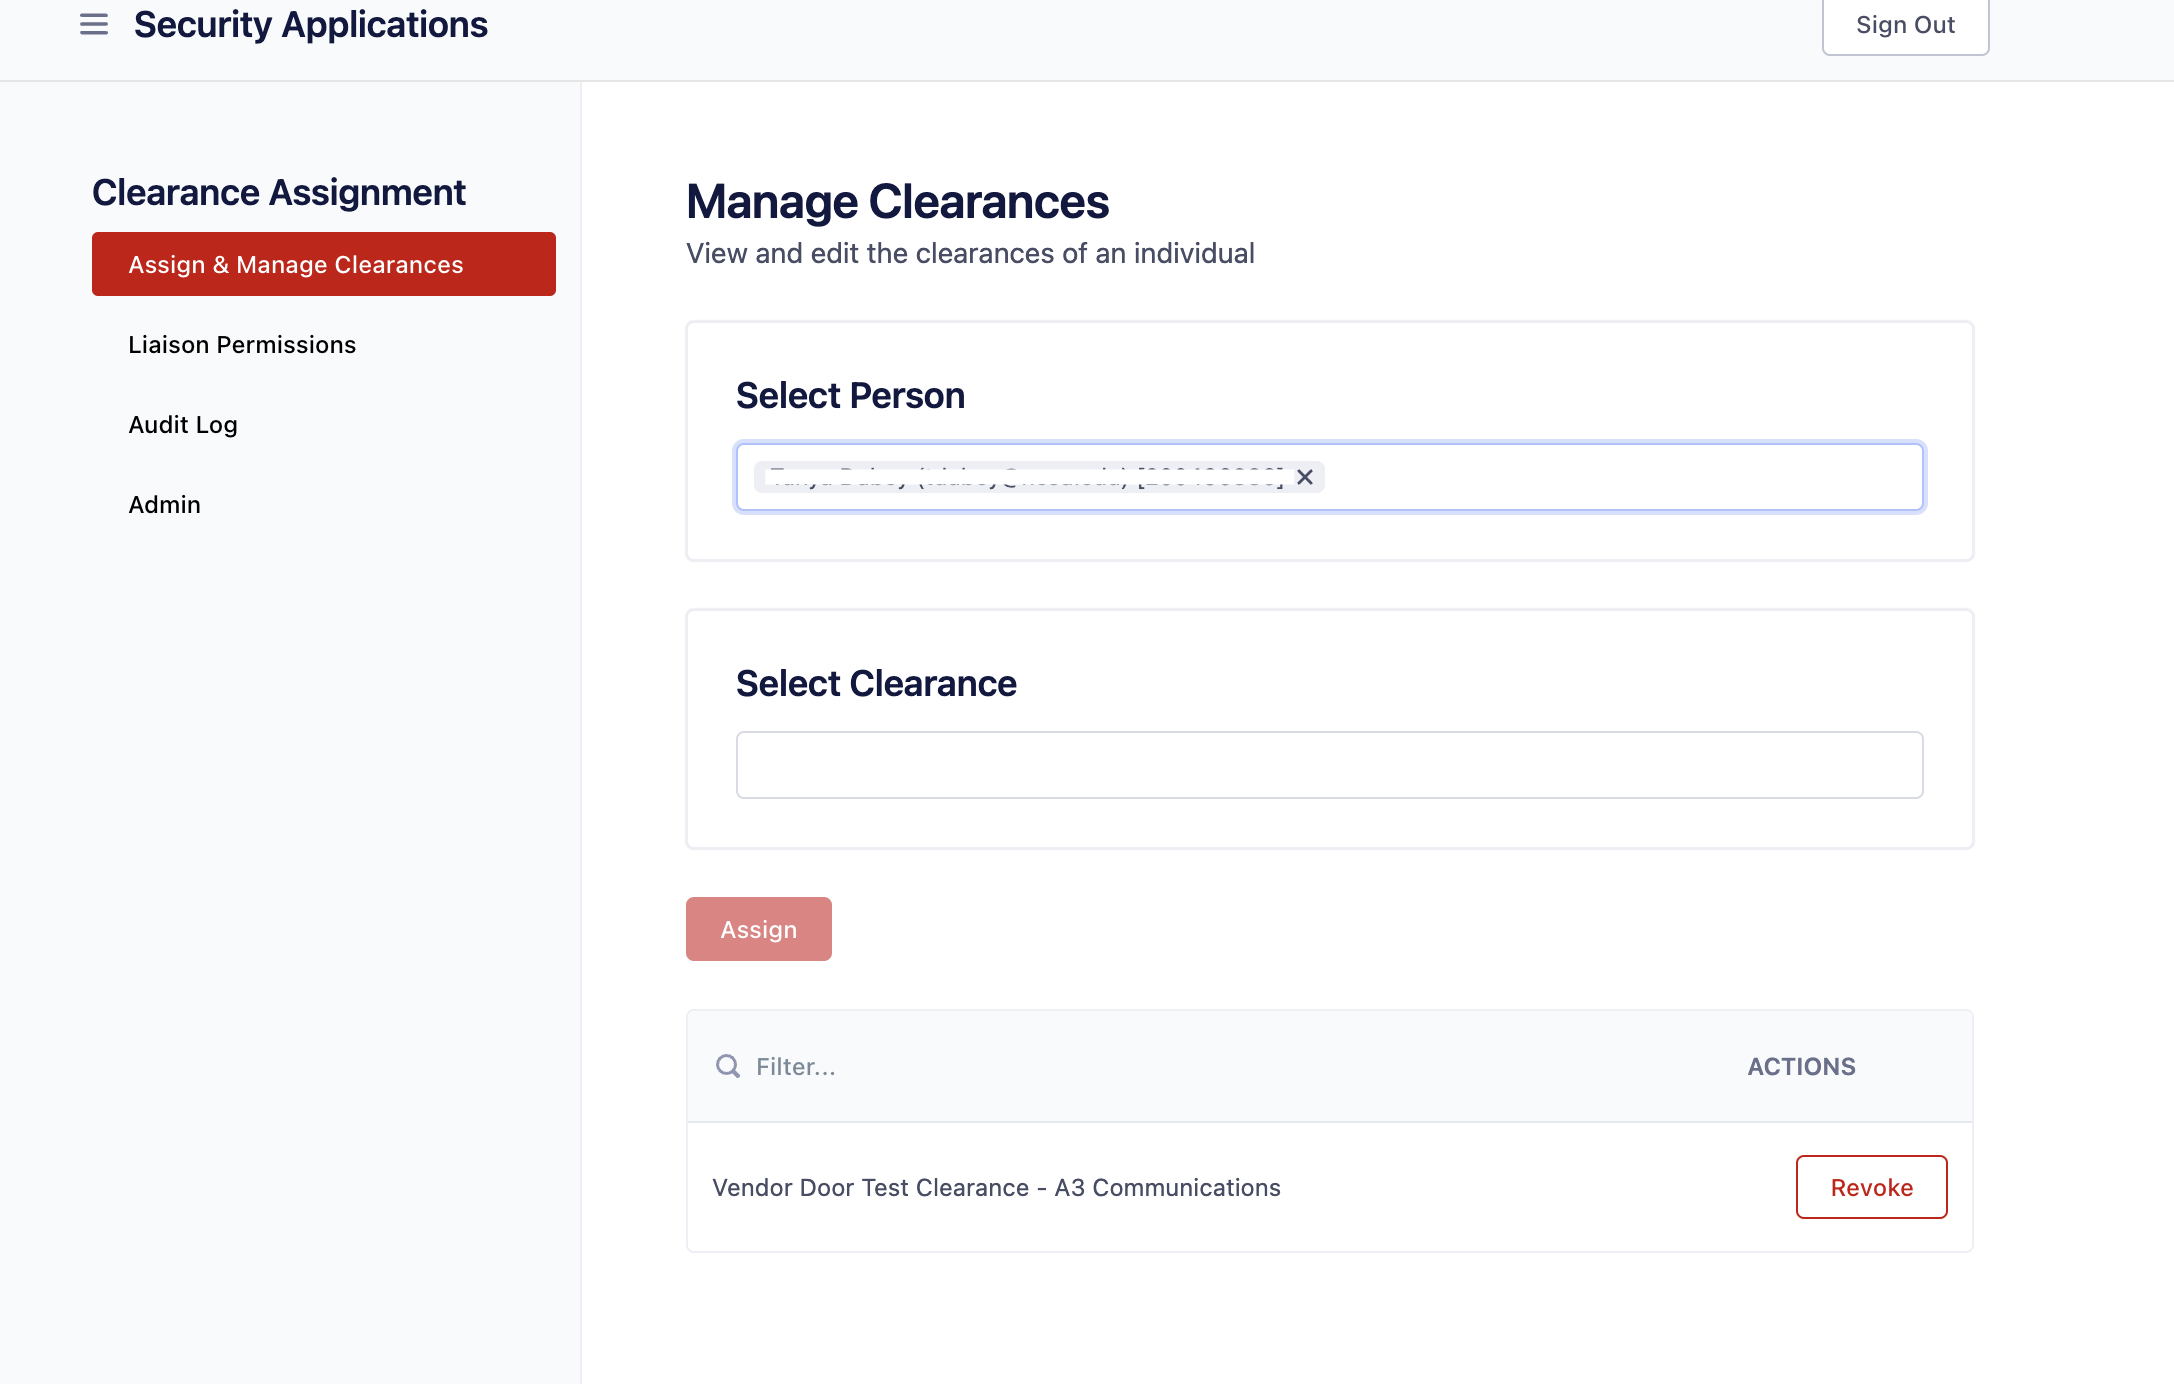 Security Applications
Sign Out
Clearance Assignment
Assign & Manage Clearances
Liaison Permissions
Audit Log
Admin
Manage Clearances
View and edit the clearances of an individual
Select Person
Select Clearance
Assign
Filter...
ACTIONS
Vendor Door Test Clearance - A3 Communications
Revoke